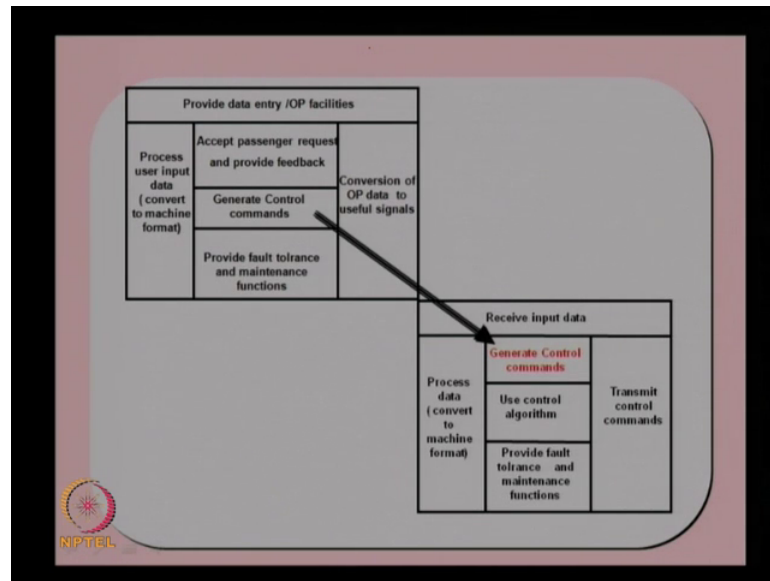 Provide data entry /OP facilities
Process
user input
data
( convert
to machine
format)
Accept passenger request
and provide feedback
Generate Control
commands
Provide fault tolrance
and maintenance
functions
Conversion of
OP data to
useful signals
Receive input data
Process
data
( convert
to
machine
format)
Generate Control
commands
Use control
algorithm
Provide fault
tolrance and
maintenance
functions
Transmit
control
commands
NPTEL